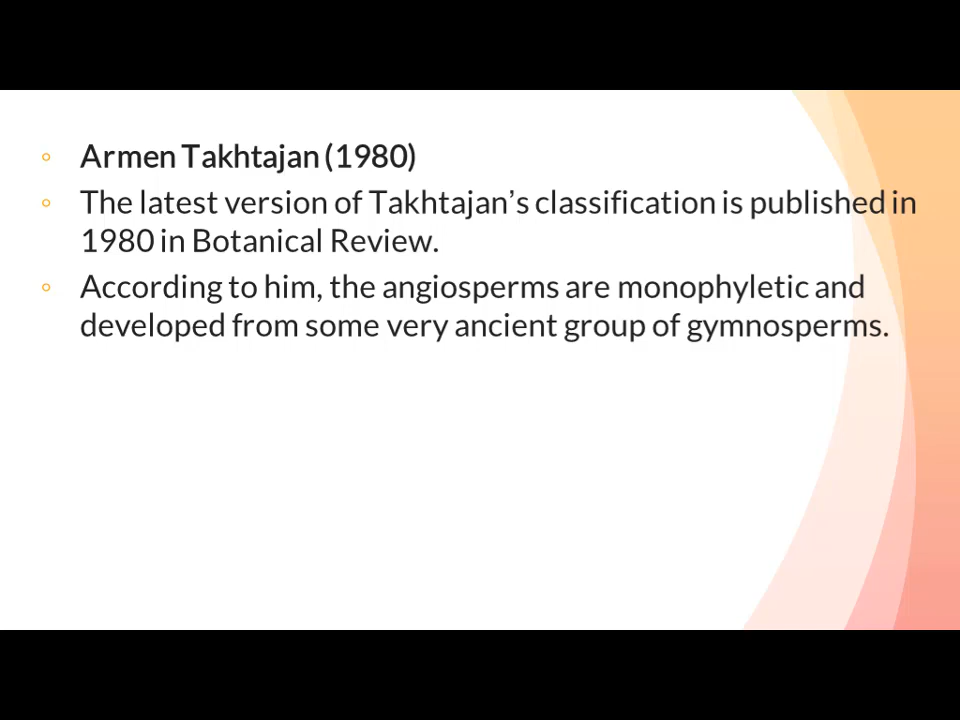 Armen Takhtajan (1980)
The latest version of Takhtajan’s classification is published in
1980 in Botanical Review.
According to him, the angiosperms are monophyletic and
developed from some very ancient group of gymnosperms.